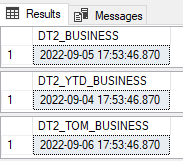 Results Messages
DT2_BUSINESS
1 2022-09-05 17:53:46.870
DT2_YTD_BUSINESS
1 2022-09-04 17:53:46.870
DT2_TOM_BUSINESS
1 2022-09-06 17:53:46.870